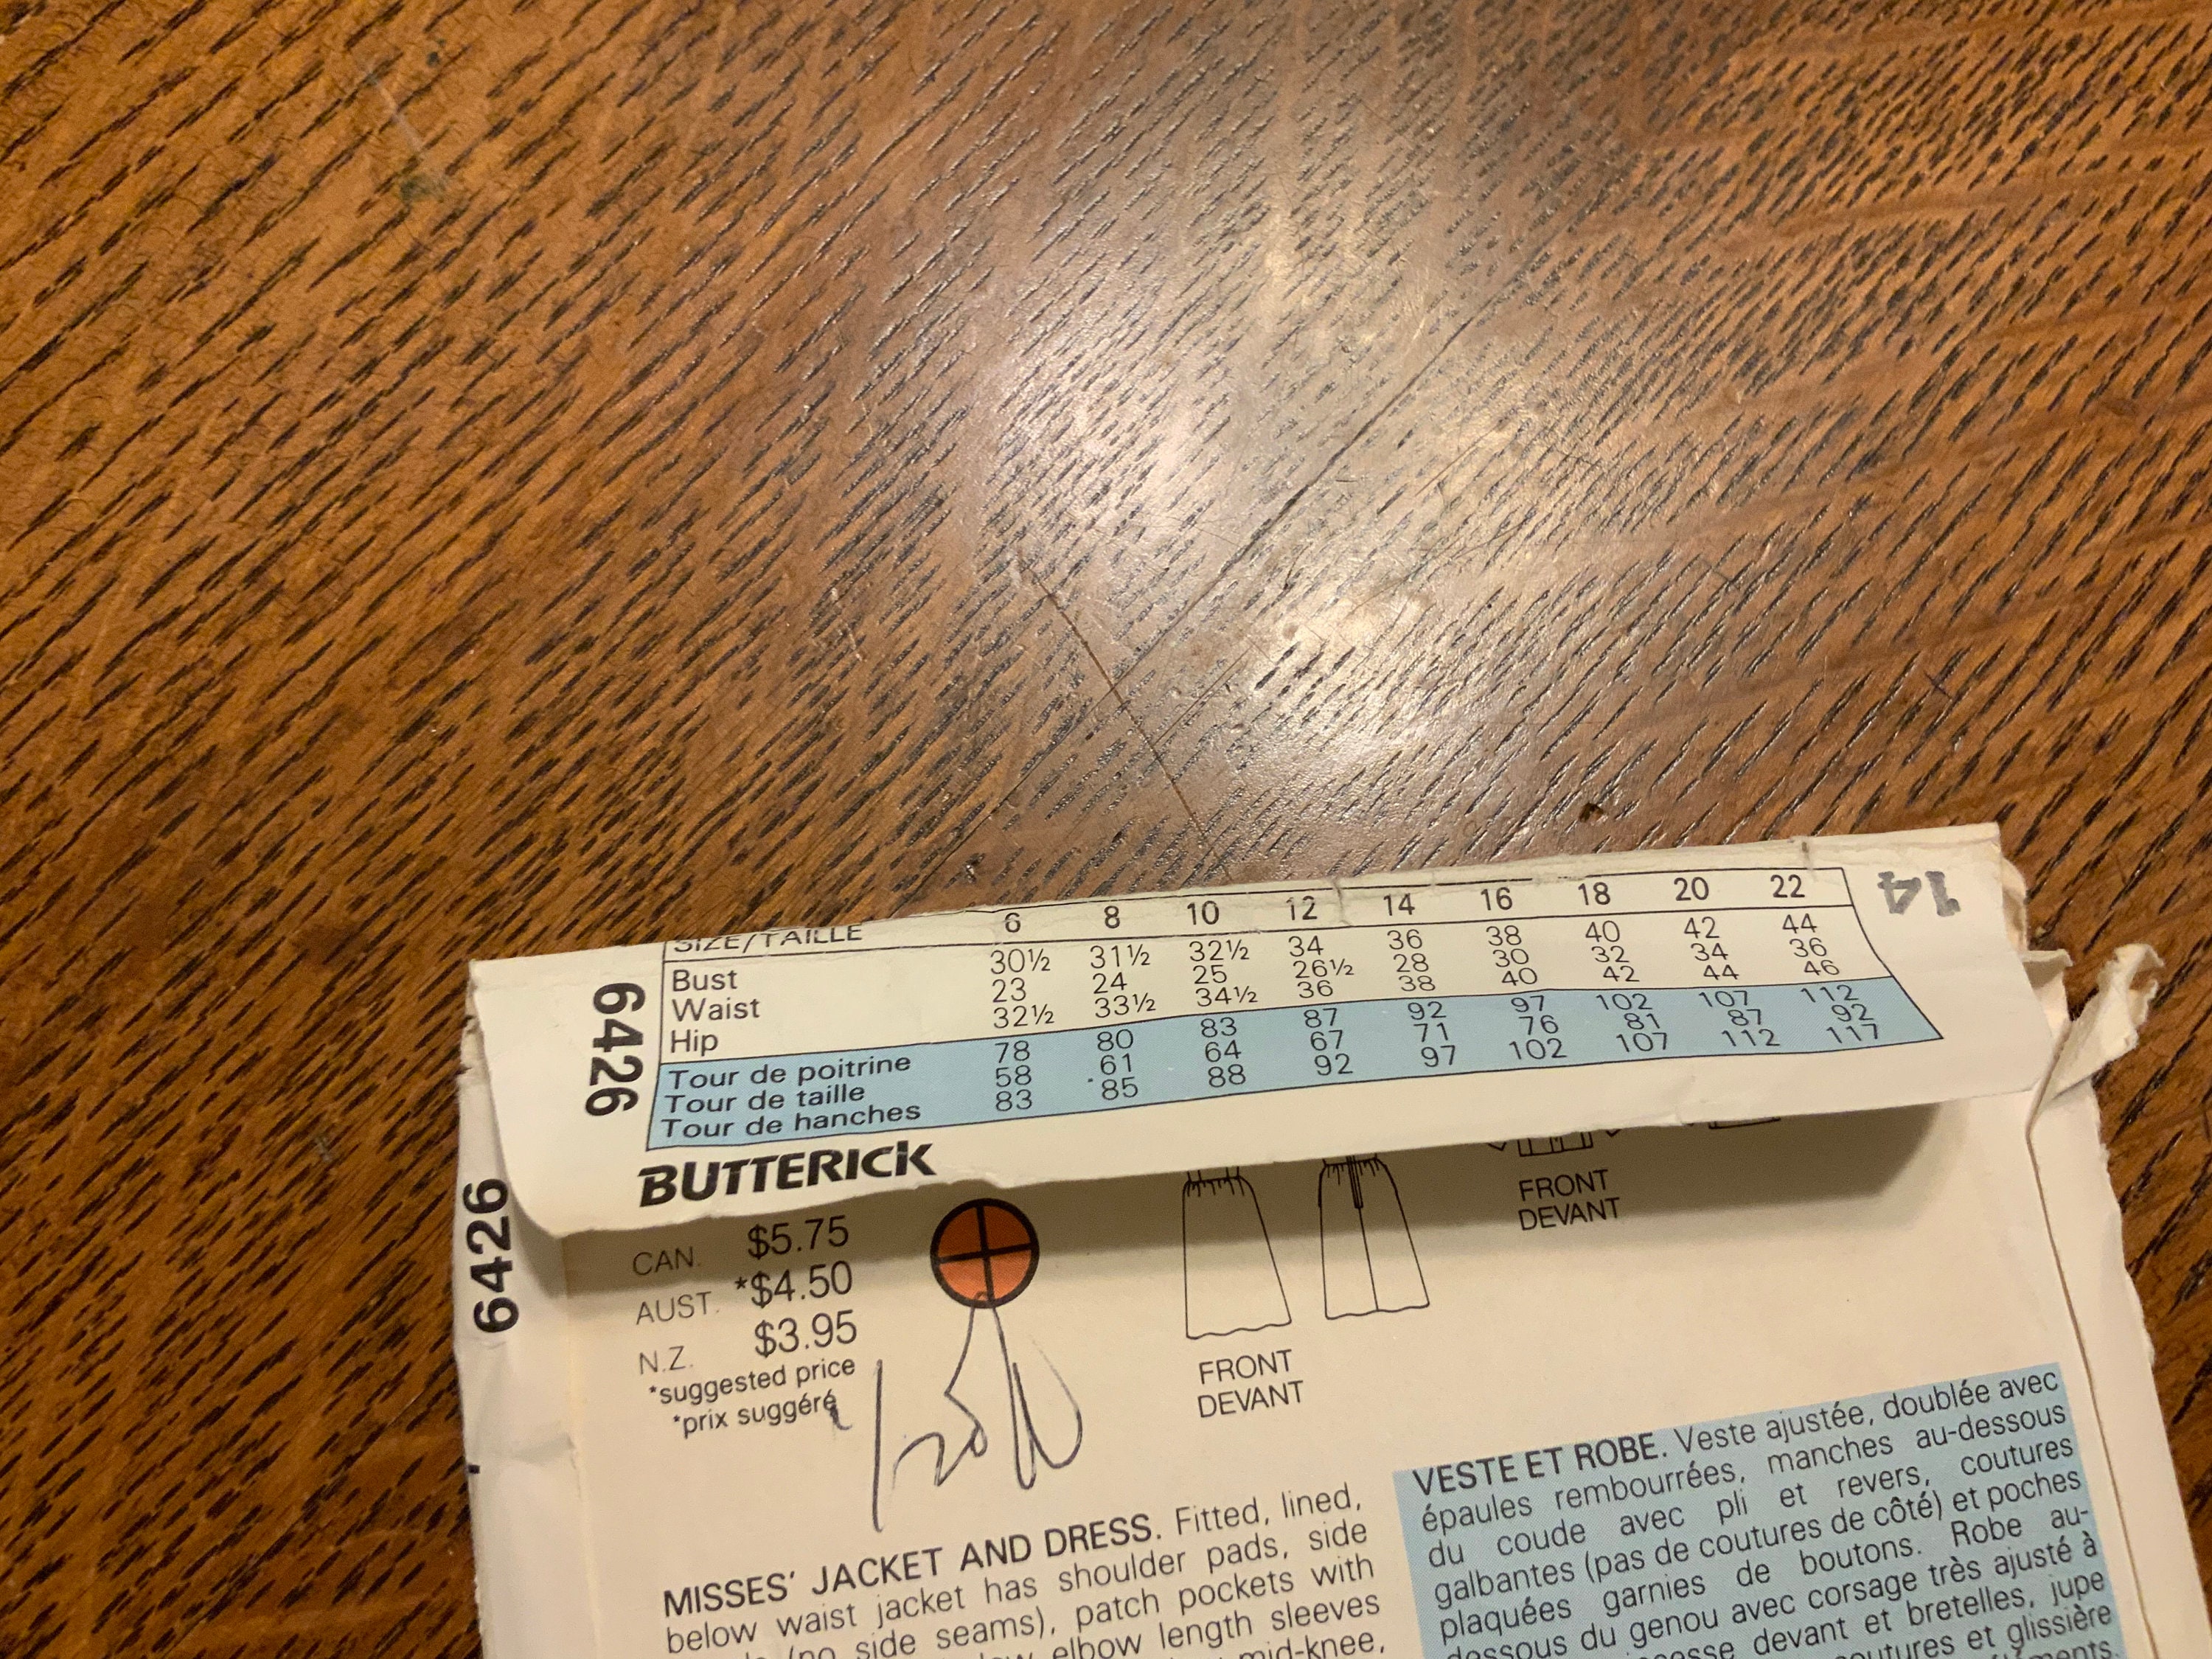 14
SIZE/TAILLE 6 8 10 12 14 16 18 20 22
Bust 30½ 31½ 32½ 34 36 38 40 42 44
Waist 23 24 25 26½ 28 30 32 34 36
Hip 32½ 33½ 34½ 36 38 40 42 44 46
Tour de poitrine 78 80 83 87 92 97 102 107 112
Tour de taille 58 61 64 67 71 76 81 87 92
Tour de hanches 83 85 88 92 97 102 107 112 117
6426
6426
BUTTERICK
CAN. $5.75
AUST. *$4.50
N.Z. $3.95
*suggested price
*prix suggéré
FRONT
DEVANT
FRONT
DEVANT
MISSES' JACKET AND DRESS. Fitted, lined,
below waist jacket has shoulder pads, side
(no side seams), patch pockets with
elbow length sleeves
mid-knee,
VESTE ET ROBE. Veste ajustée, doublée avec
épaules rembourrées, manches au-dessous
du coude avec pli et revers, coutures
galbantes (pas de coutures de côté) et poches
plaquées garnies de boutons. Robe au-
dessous du genou avec corsage très ajusté à
devant et bretelles, jupe
et glissière